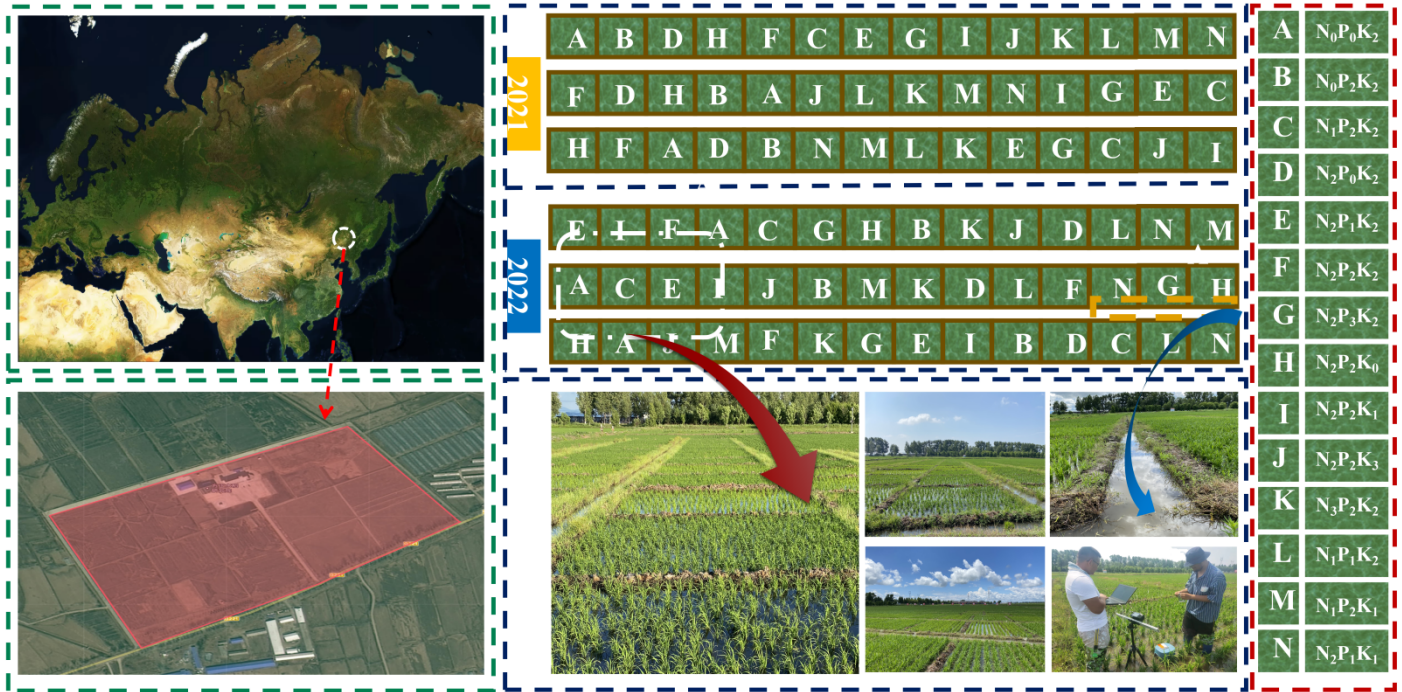 2021
A B D H F C E G I J K L M N
F D H B A J L K M N I G E C
H F A D B N M L K E G C J I
2022
E I F A C G H B K J D L N M
A C E I J B M K D L F N G H
H A J M F K G E I B D C L N
A N₀P₀K₂
B N₀P₂K₂
C N₁P₂K₂
D N₂P₀K₂
E N₂P₁K₂
F N₂P₂K₂
G N₂P₃K₂
H N₂P₂K₀
I N₂P₂K₁
J N₂P₂K₃
K N₃P₂K₂
L N₁P₁K₂
M N₁P₂K₁
N N₂P₁K₁